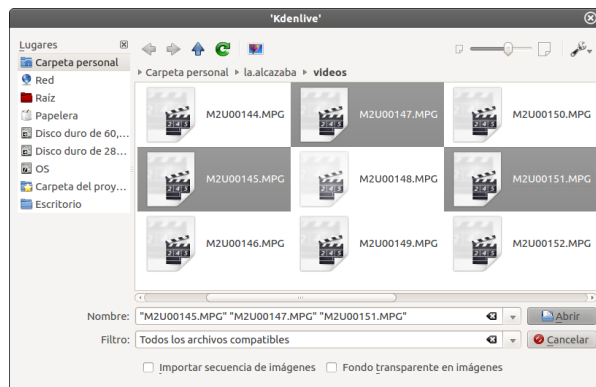 'Kdenlive'
Lugares
Carpeta personal
Red
Raíz
Papelera
Disco duro de 60,...
Disco duro de 28...
OS
Carpeta del proy...
Escritorio
Carpeta personal la.alcazaba videos
M2U00144.MPG M2U00147.MPG M2U00150.MPG
M2U00145.MPG M2U00148.MPG M2U00151.MPG
M2U00146.MPG M2U00149.MPG M2U00152.MPG
Nombre: "M2U00145.MPG" "M2U00147.MPG" "M2U00151.MPG" Abrir
Filtro: Todos los archivos compatibles Cancelar
Importar secuencia de imágenes Fondo transparente en imágenes